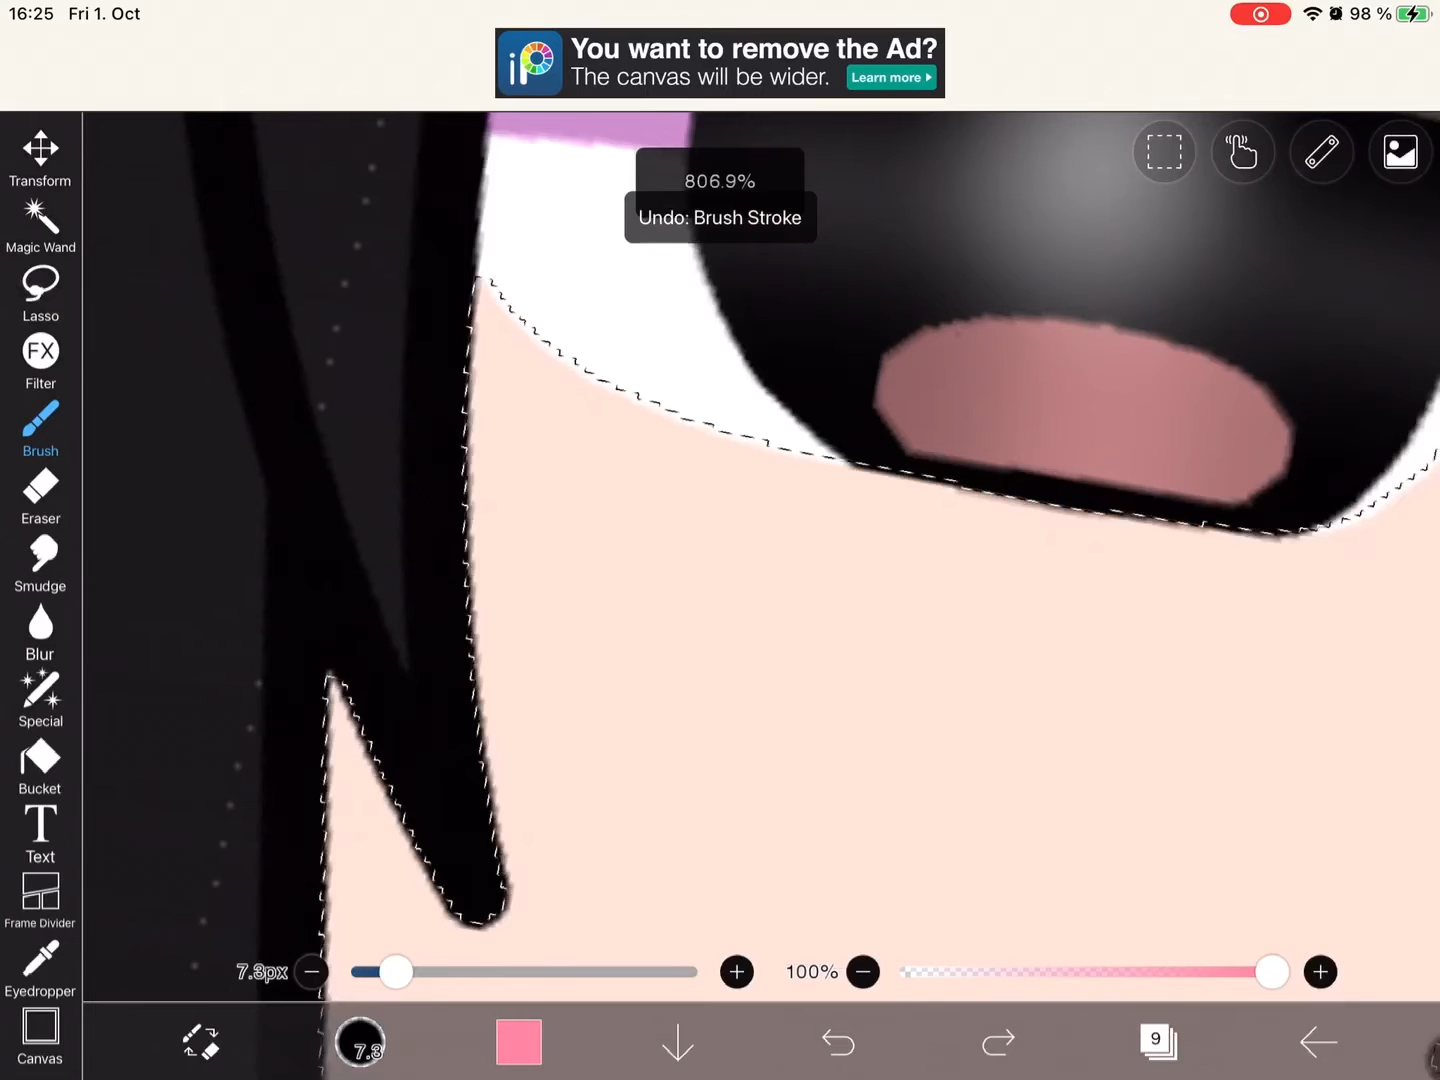 16:25 Fri 1. Oct
98 %
iP
You want to remove the Ad?
The canvas will be wider.
Learn more
Transform
Magic Wand
Lasso
FX
Filter
Brush
Eraser
Smudge
Blur
Special
Bucket
T
Text
Frame Divider
Eyedropper
Canvas
806.9%
Undo: Brush Stroke
7.3px
100%
7.3
9